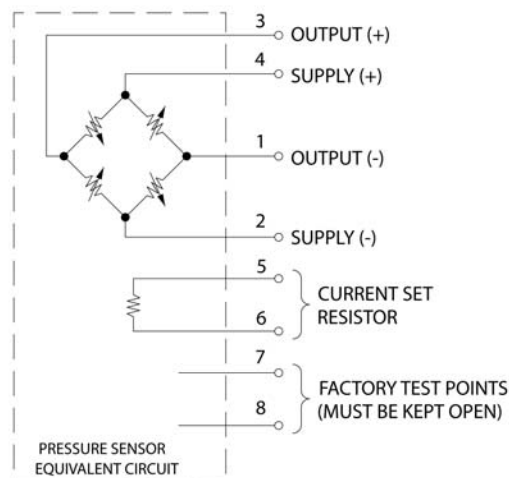 3 OUTPUT (+)
4 SUPPLY (+)
1 OUTPUT (-)
2 SUPPLY (-)
5
CURRENT SET
RESISTOR
6
7
FACTORY TEST POINTS
(MUST BE KEPT OPEN)
8
PRESSURE SENSOR
EQUIVALENT CIRCUIT